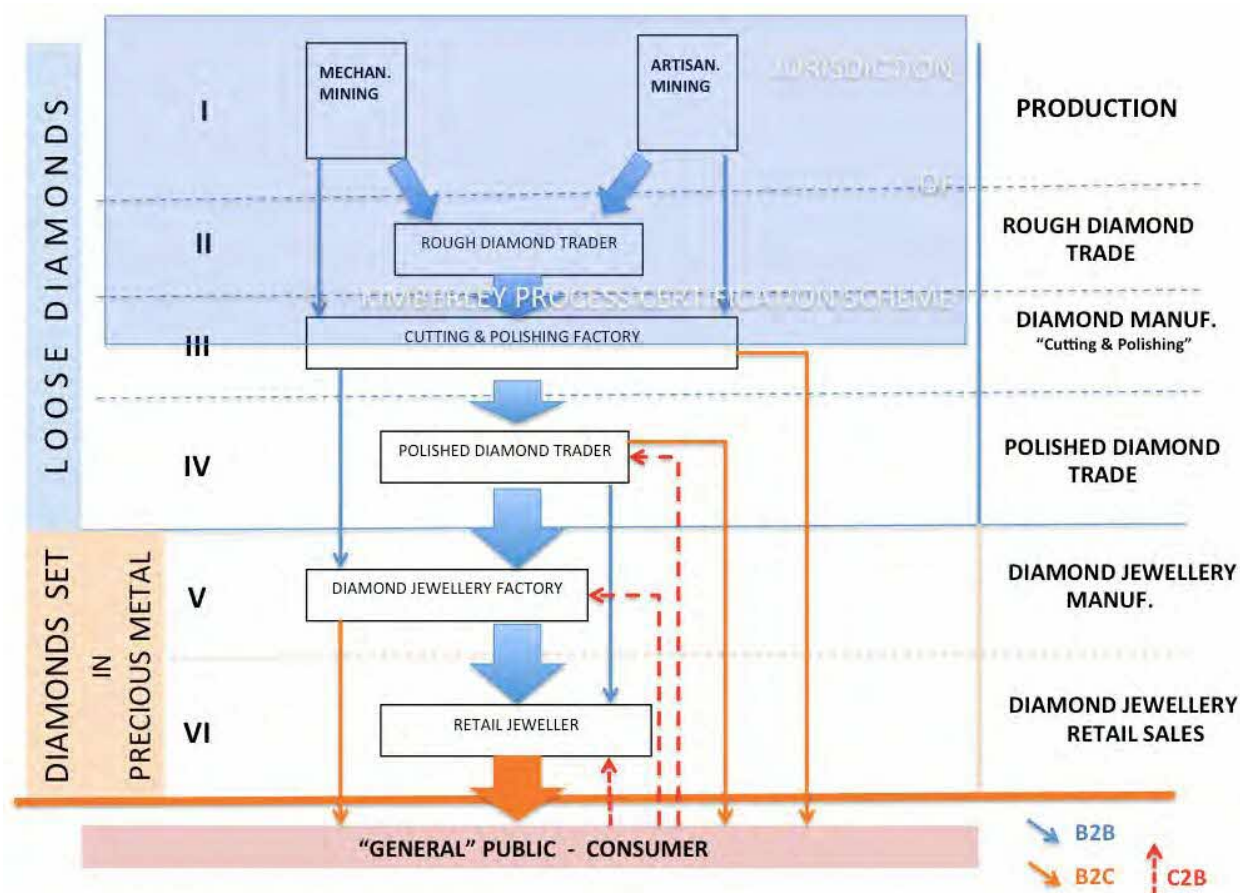 JURISDICTION
OF
KIMBERLEY PROCESS CERTIFICATION SCHEME
LOOSE DIAMONDS
DIAMONDS SET
IN
PRECIOUS METAL
I
MECHAN.
MINING
ARTISAN.
MINING
PRODUCTION
II
ROUGH DIAMOND TRADER
ROUGH DIAMOND
TRADE
III
CUTTING & POLISHING FACTORY
DIAMOND MANUF.
“Cutting & Polishing”
IV
POLISHED DIAMOND TRADER
POLISHED DIAMOND
TRADE
V
DIAMOND JEWELLERY FACTORY
DIAMOND JEWELLERY
MANUF.
VI
RETAIL JEWELLER
DIAMOND JEWELLERY
RETAIL SALES
“GENERAL” PUBLIC - CONSUMER
B2B
B2C
C2B